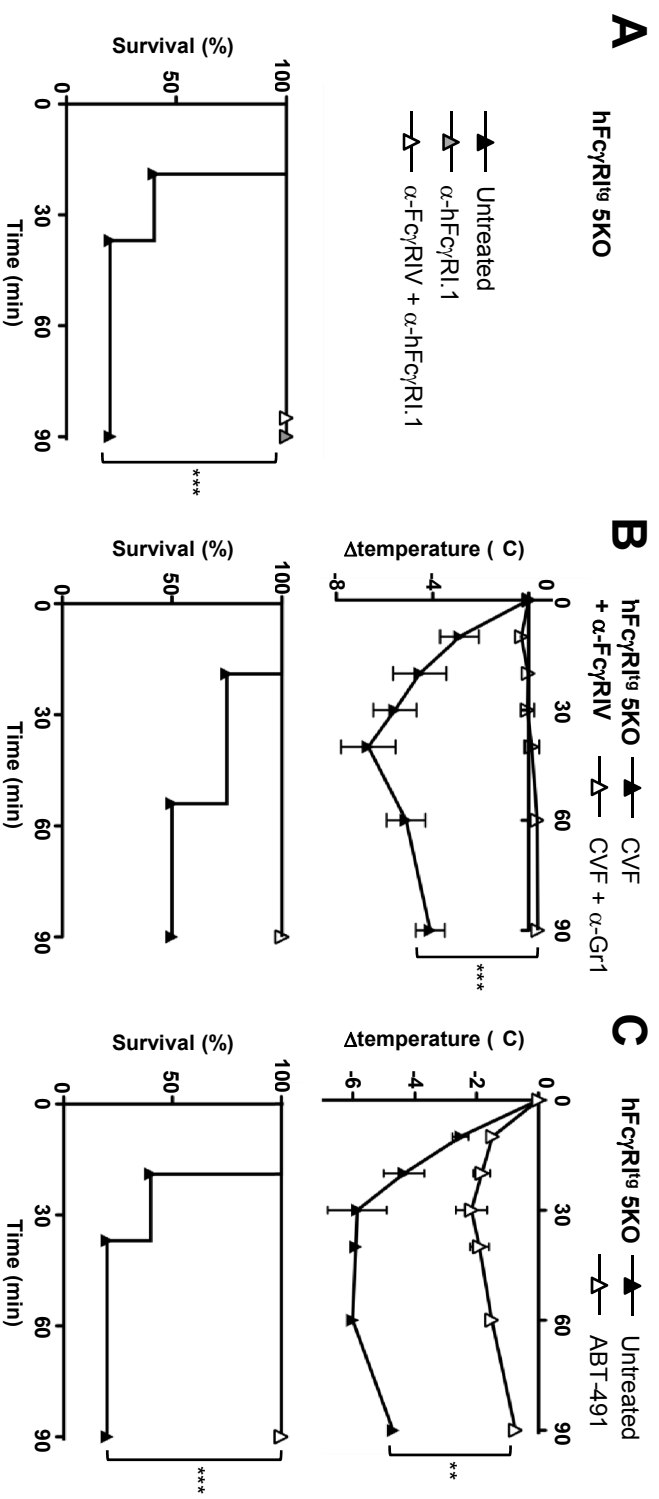 A
hFcγRIᵗᵍ 5KO
Untreated
α-hFcγRI.1
α-FcγRIV + α-hFcγRI.1
Survival (%)
100
50
0
0 30 60 90
Time (min)
***
B
hFcγRIᵗᵍ 5KO
+ α-FcγRIV
CVF
CVF + α-Gr1
Δtemperature ( C)
0 30 60 90
0
-4
-8
***
Survival (%)
100
50
0
0 30 60 90
Time (min)
C
hFcγRIᵗᵍ 5KO
Untreated
ABT-491
Δtemperature ( C)
0 30 60 90
0
-2
-4
-6
**
Survival (%)
100
50
0
0 30 60 90
Time (min)
***